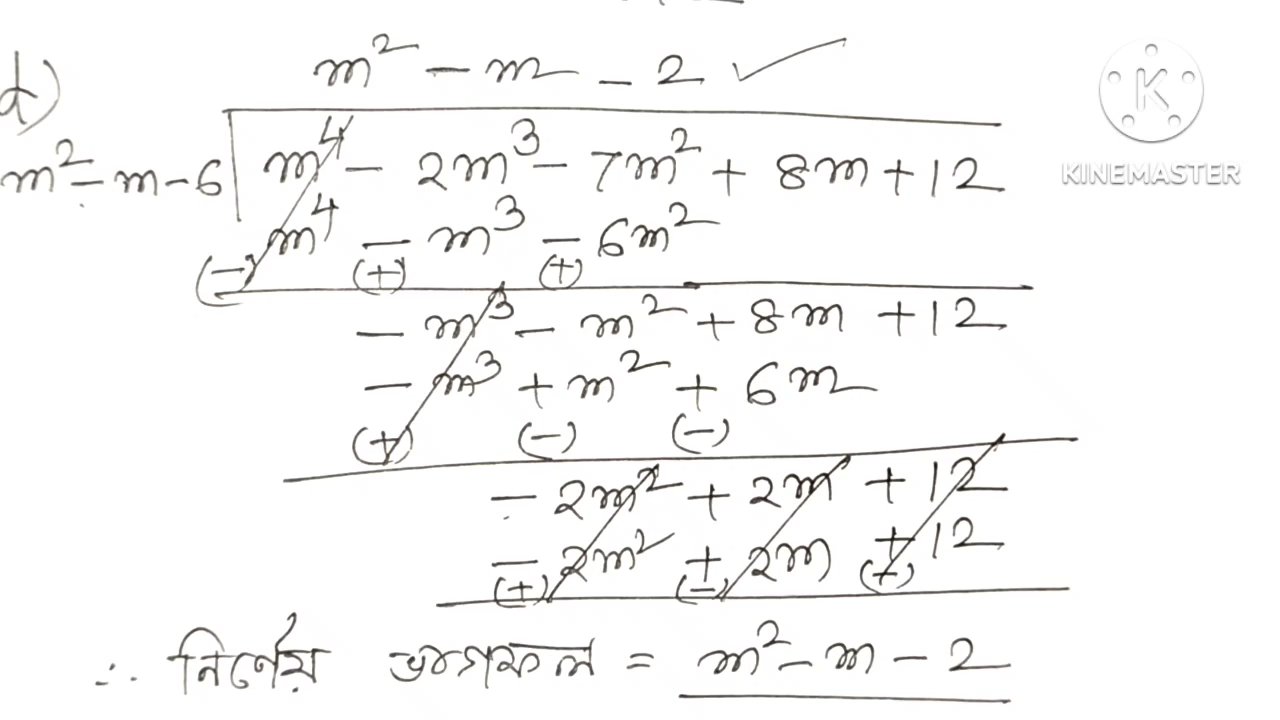 d)
m² - m - 2 ✓
m² - m - 6 m⁴ - 2m³ - 7m² + 8m + 12
m⁴ - m³ - 6m²
(-) (+) (+)
- m³ - m² + 8m + 12
- m³ + m² + 6m
(+) (-) (-)
- 2m² + 2m + 12
- 2m² + 2m + 12
(+) (-) (-)
∴ নির্ণেয় ভাগফল = m² - m - 2
K
KINEMASTER